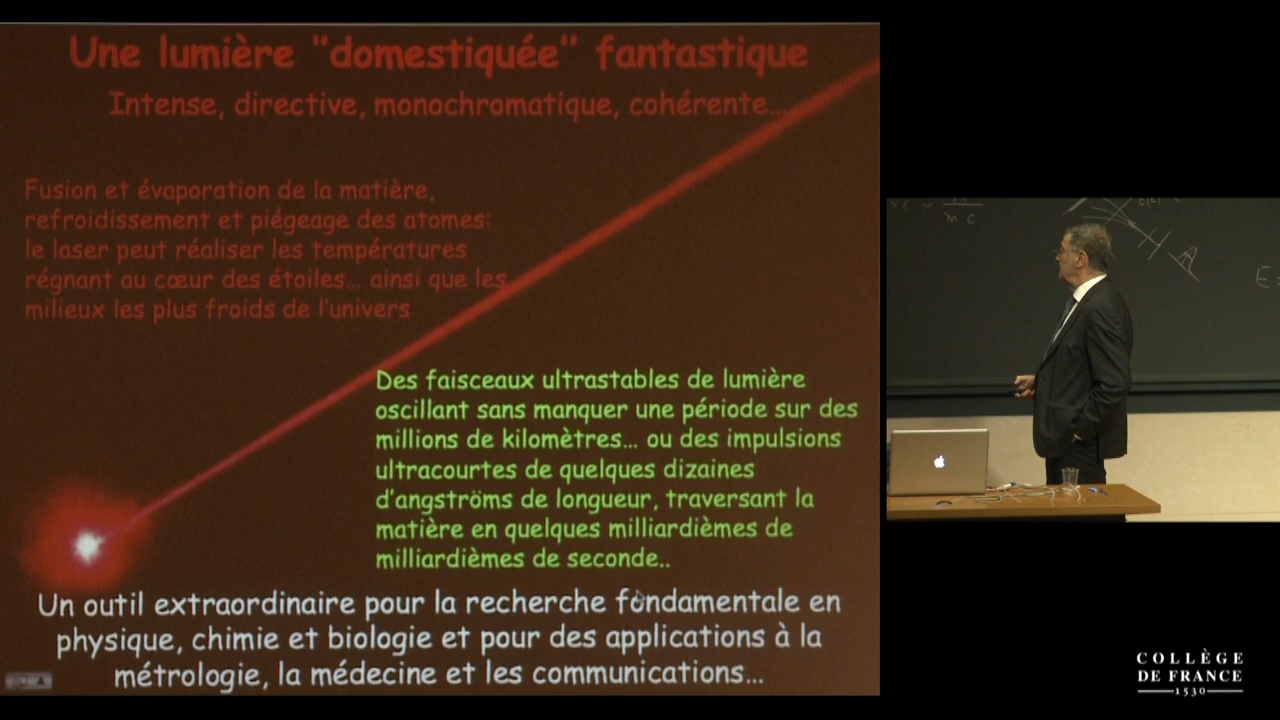 Une lumière "domestiquée" fantastique
Intense, directive, monochromatique, cohérente...
Fusion et évaporation de la matière,
refroidissement et piégeage des atomes:
le laser peut réaliser les températures
régnant au cœur des étoiles... ainsi que les
milieux les plus froids de l'univers
Des faisceaux ultrastables de lumière
oscillant sans manquer une période sur des
millions de kilomètres... ou des impulsions
ultracourtes de quelques dizaines
d'angströms de longueur, traversant la
matière en quelques milliardièmes de
milliardièmes de seconde..
Un outil extraordinaire pour la recherche fondamentale en
physique, chimie et biologie et pour des applications à la
métrologie, la médecine et les communications...
m c
H
A
E
COLLÈGE
DE FRANCE
1530